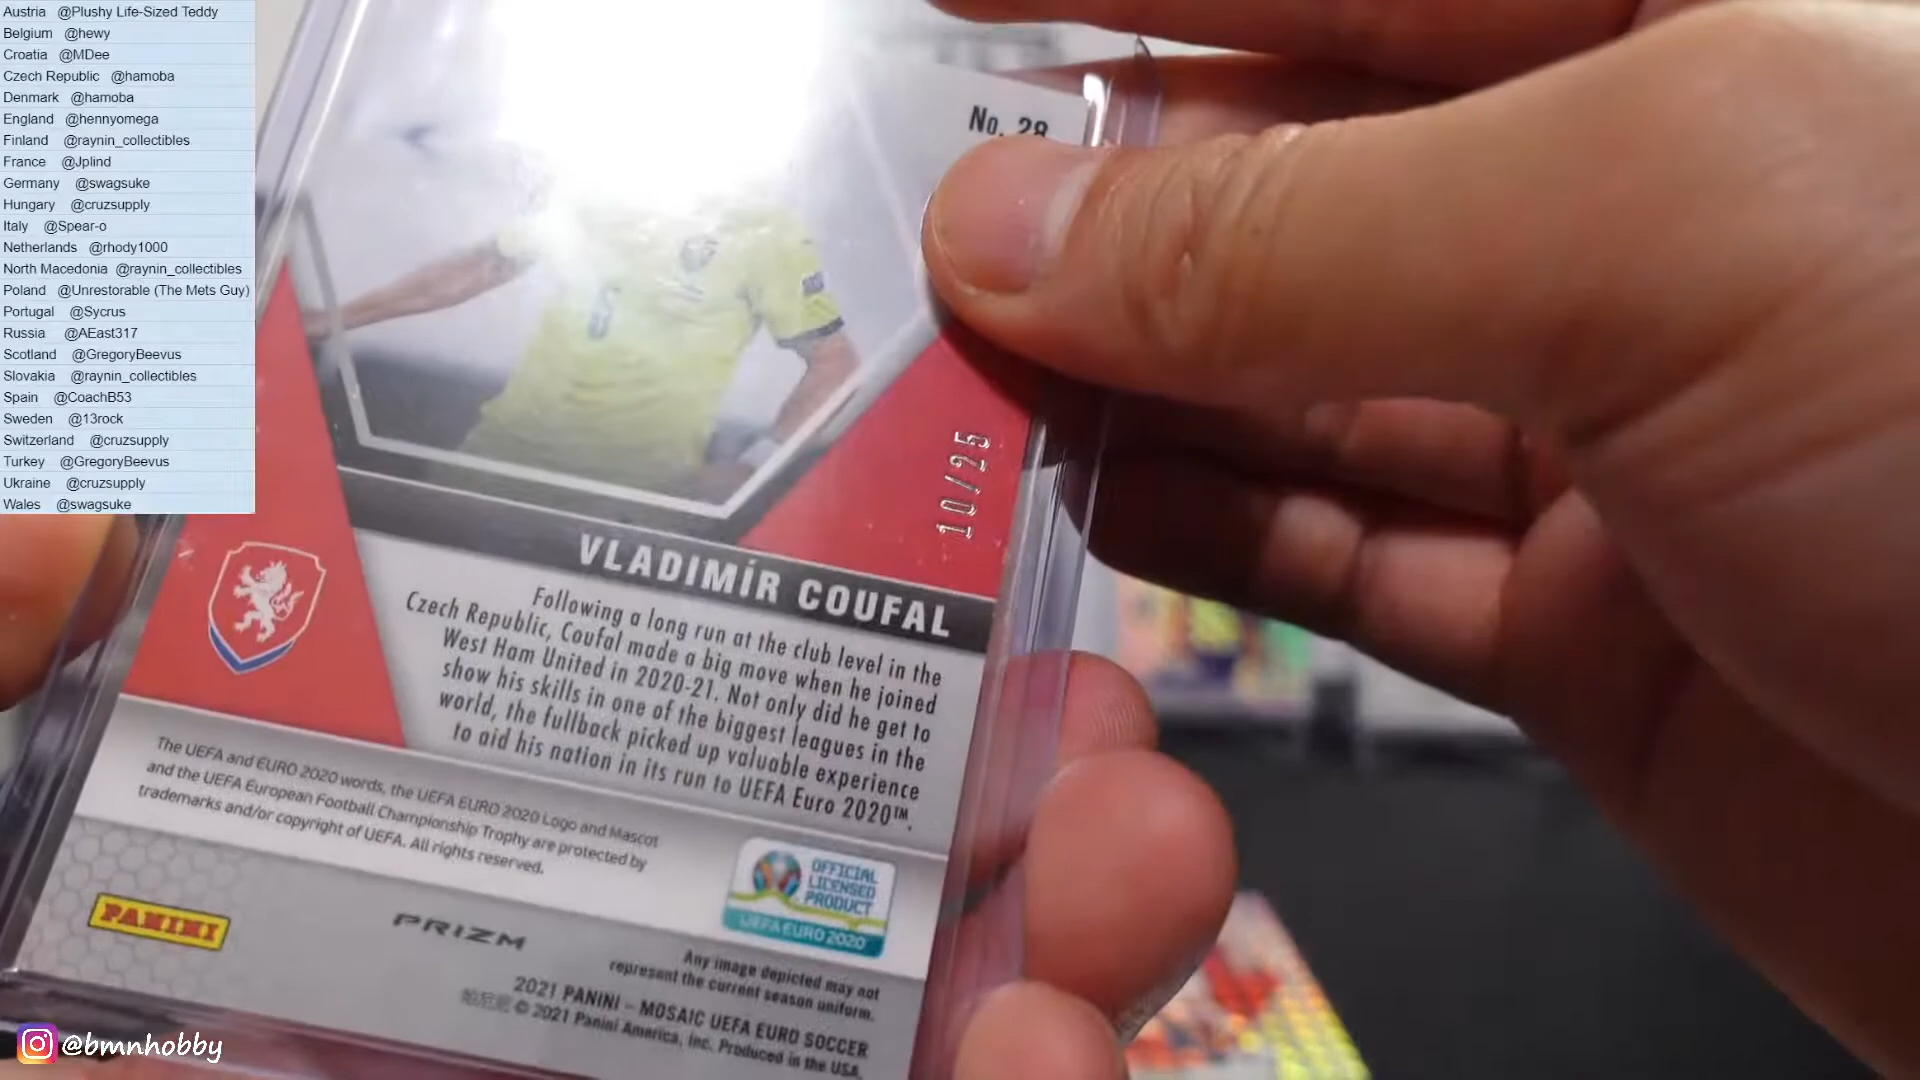 Austria @Plushy Life-Sized Teddy
Belgium @hewy
Croatia @MDee
Czech Republic @hamoba
Denmark @hamoba
England @hennyomega
Finland @raynin_collectibles
France @Jplind
Germany @swagsuke
Hungary @cruzsupply
Italy @Spear-o
Netherlands @rhody1000
North Macedonia @raynin_collectibles
Poland @Unrestorable (The Mets Guy)
Portugal @Sycrus
Russia @AEast317
Scotland @GregoryBeevus
Slovakia @raynin_collectibles
Spain @CoachB53
Sweden @13rock
Switzerland @cruzsupply
Turkey @GregoryBeevus
Ukraine @cruzsupply
Wales @swagsuke
No. 28
10/25
VLADIMÍR COUFAL
Following a long run at the club level in the
Czech Republic, Coufal made a big move when he joined
West Ham United in 2020-21. Not only did he get to
show his skills in one of the biggest leagues in the
world, the fullback picked up valuable experience
to aid his nation in its run to UEFA Euro 2020™.
The UEFA and EURO 2020 words, the UEFA EURO 2020 Logo and Mascot
and the UEFA European Football Championship Trophy are protected by
trademarks and/or copyright of UEFA. All rights reserved.
OFFICIAL
LICENSED
PRODUCT
UEFA EURO 2020
PANINI
PRIZM
Any image depicted may not
represent the current season uniform.
2021 PANINI – MOSAIC UEFA EURO SOCCER
© 2021 Panini America, Inc. Produced in the USA.
@bmnhobby